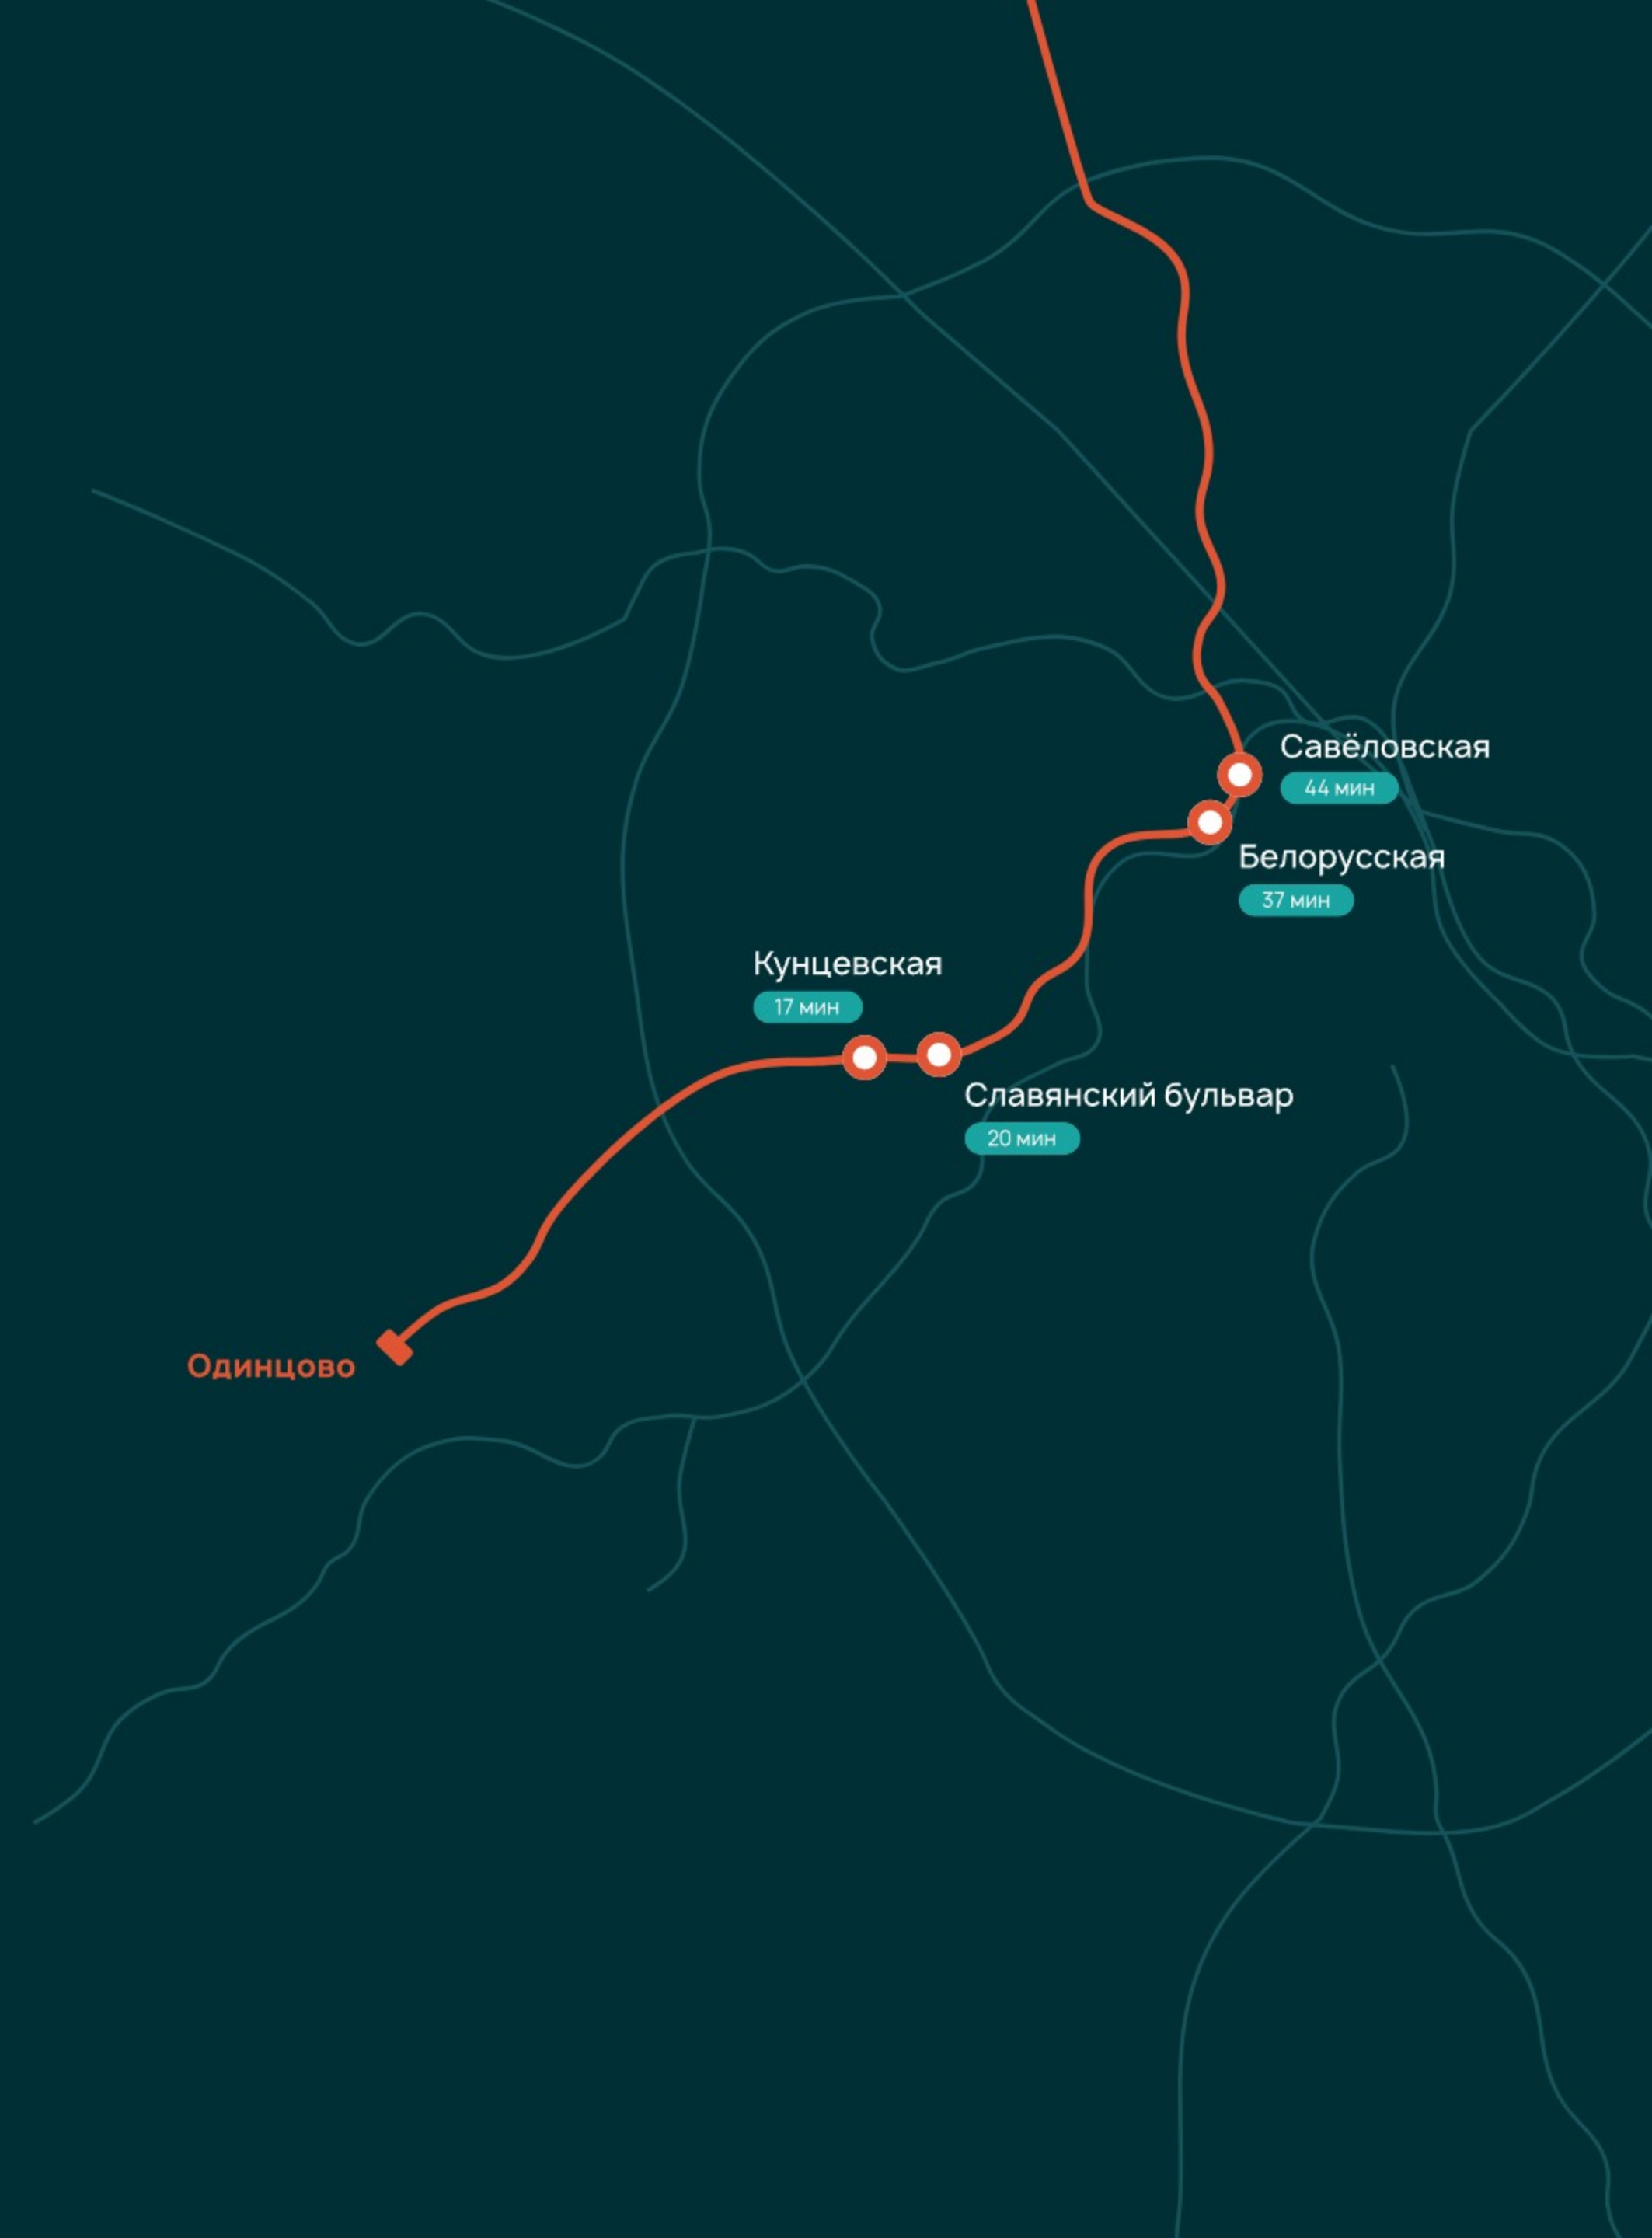 Савёловская
44 мин
Белорусская
37 мин
Кунцевская
17 мин
Славянский бульвар
20 мин
Одинцово